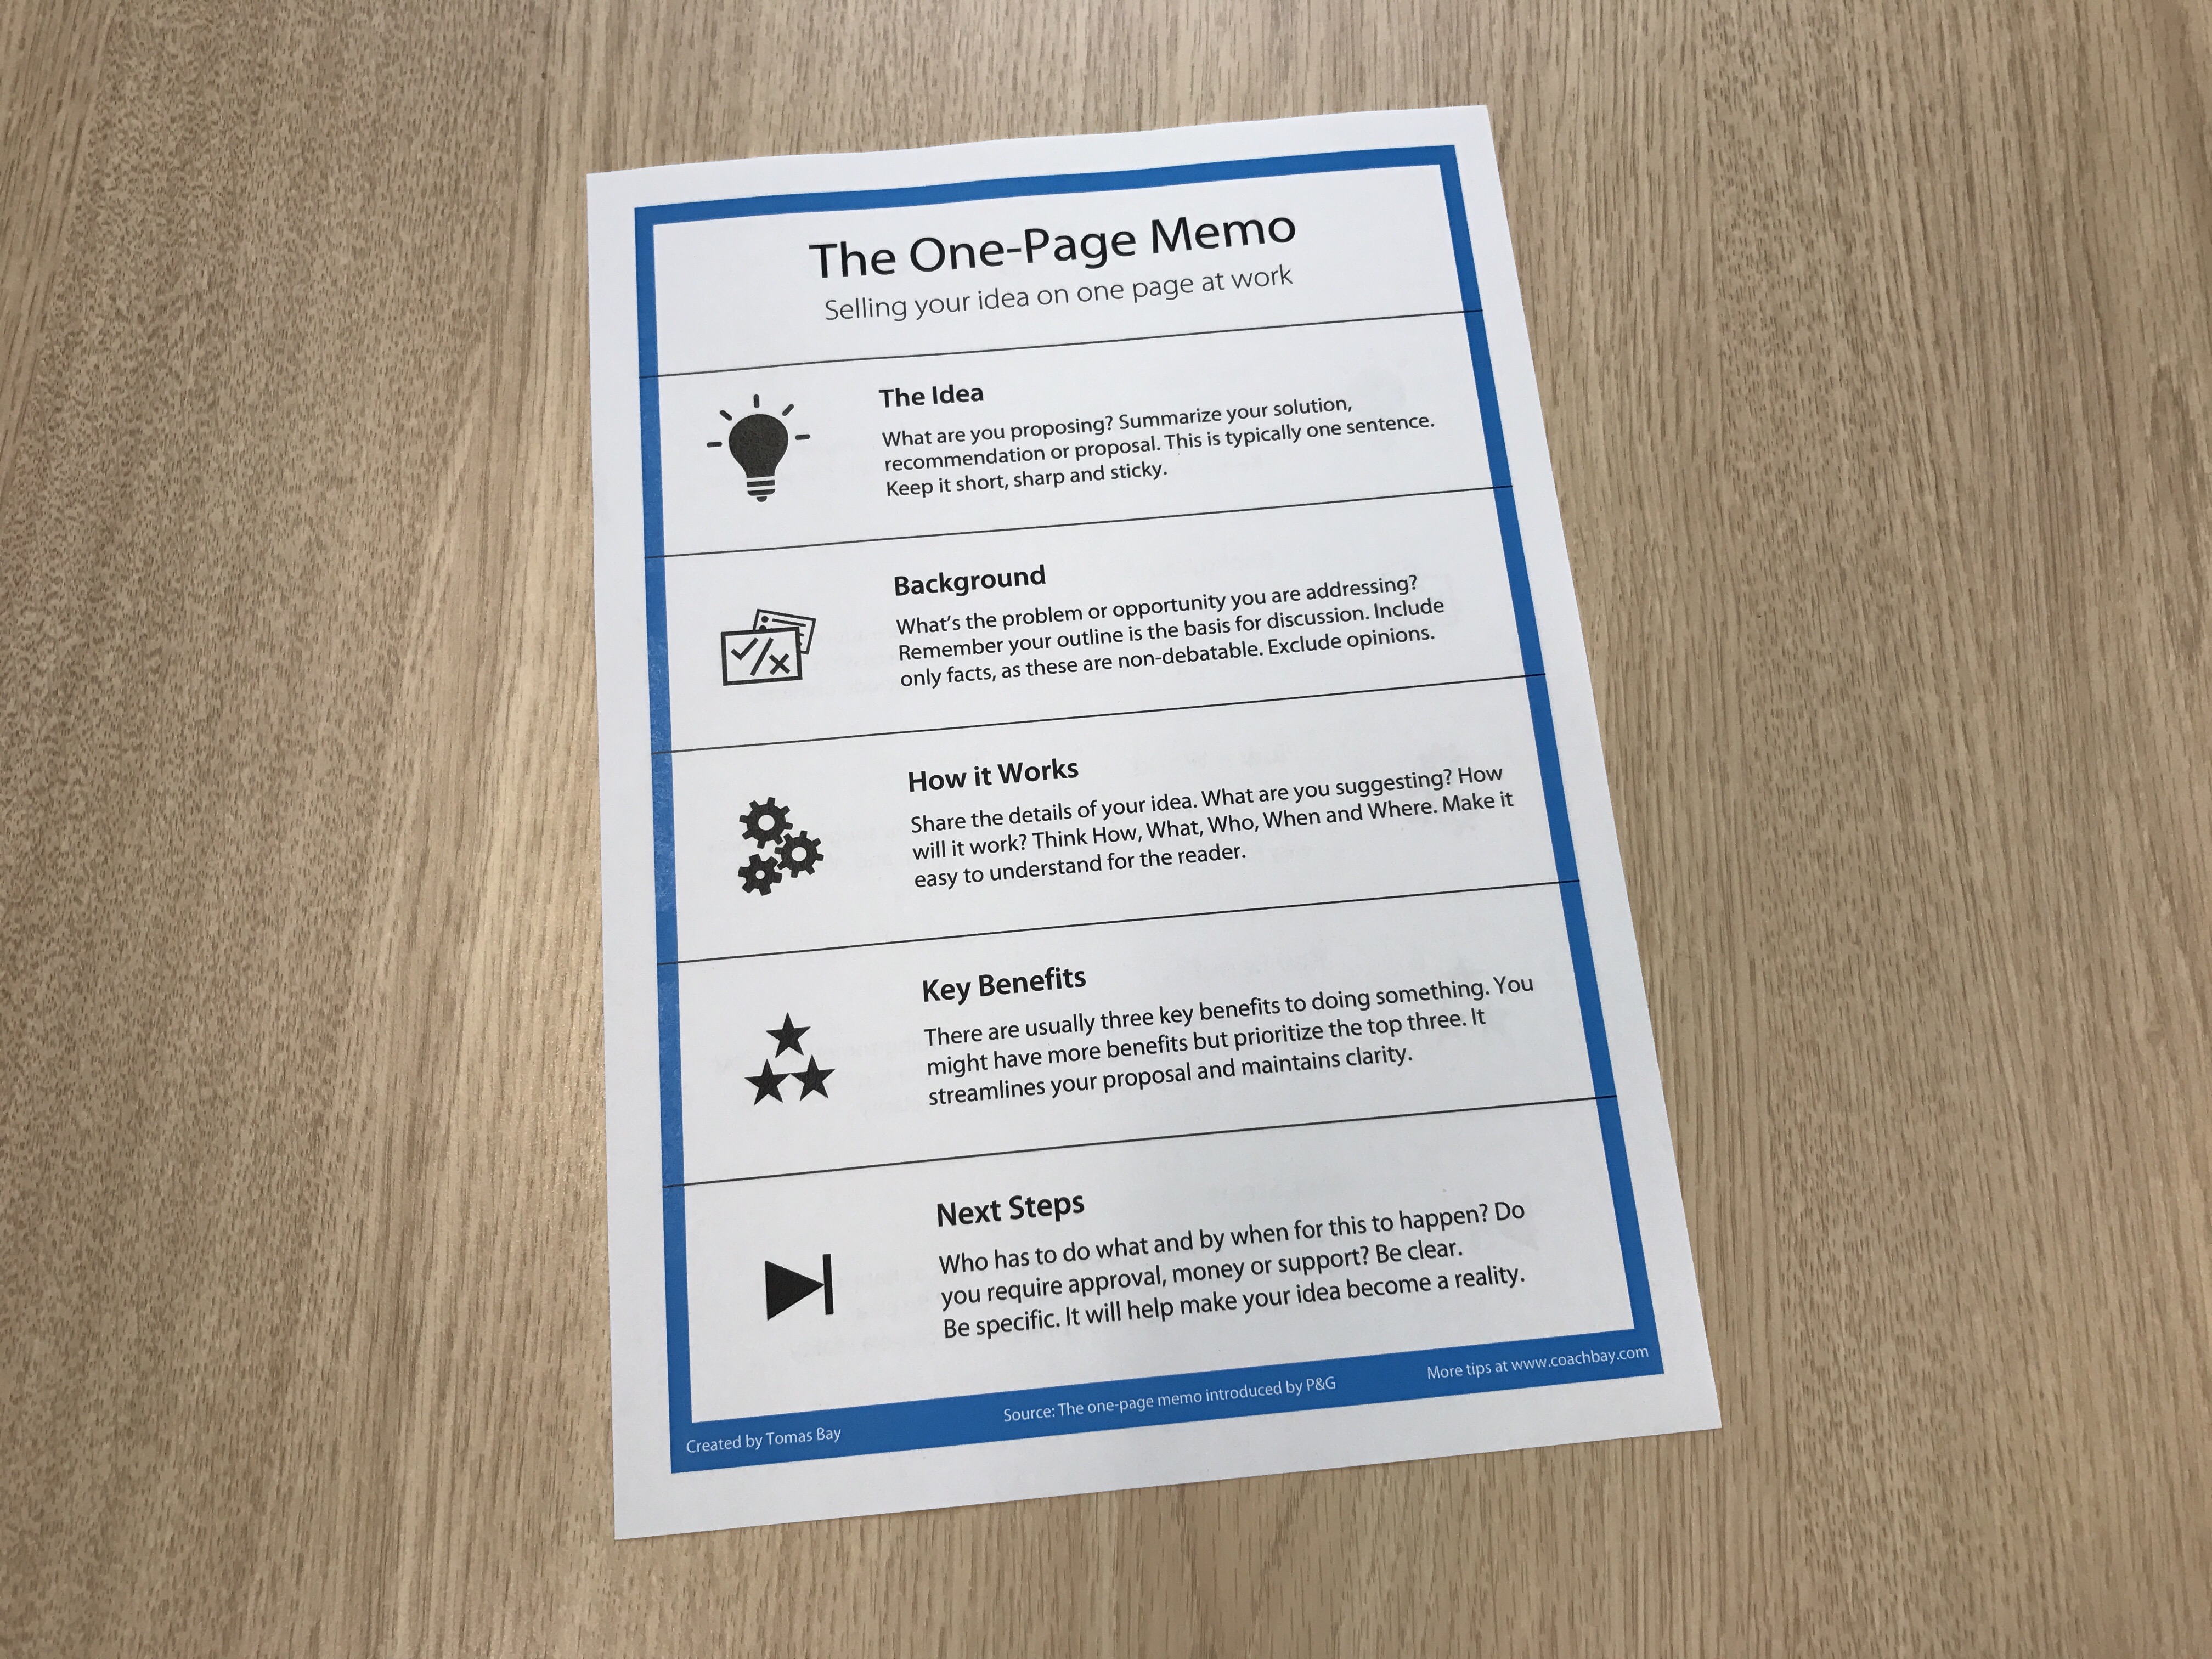 The One-Page Memo
Selling your idea on one page at work
The Idea
What are you proposing? Summarize your solution,
recommendation or proposal. This is typically one sentence.
Keep it short, sharp and sticky.
Background
What's the problem or opportunity you are addressing?
Remember your outline is the basis for discussion. Include
only facts, as these are non-debatable. Exclude opinions.
How it Works
Share the details of your idea. What are you suggesting? How
will it work? Think How, What, Who, When and Where. Make it
easy to understand for the reader.
Key Benefits
There are usually three key benefits to doing something. You
might have more benefits but prioritize the top three. It
streamlines your proposal and maintains clarity.
Next Steps
Who has to do what and by when for this to happen? Do
you require approval, money or support? Be clear.
Be specific. It will help make your idea become a reality.
Created by Tomas Bay
Source: The one-page memo introduced by P&G
More tips at www.coachbay.com